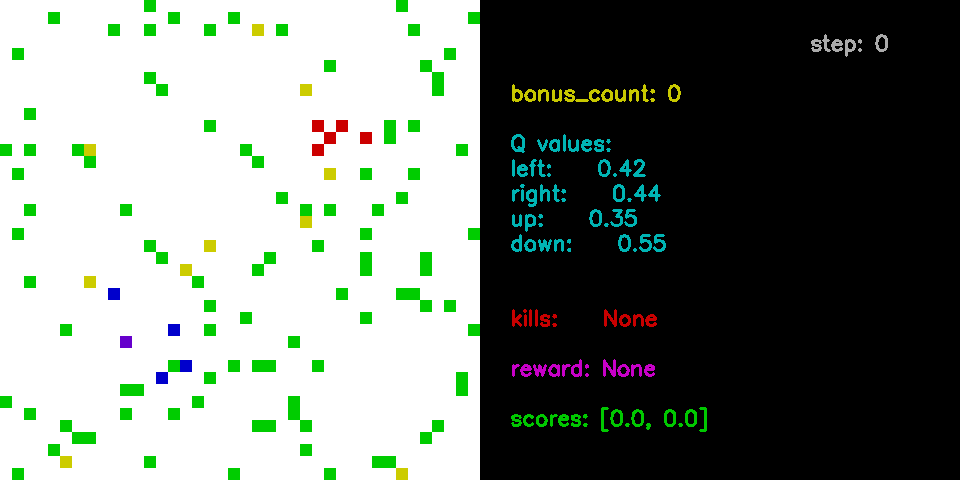 step: 0
bonus_count: 0
Q values:
left: 0.42
right: 0.44
up: 0.35
down: 0.55
kills: None
reward: None
scores: [0.0, 0.0]